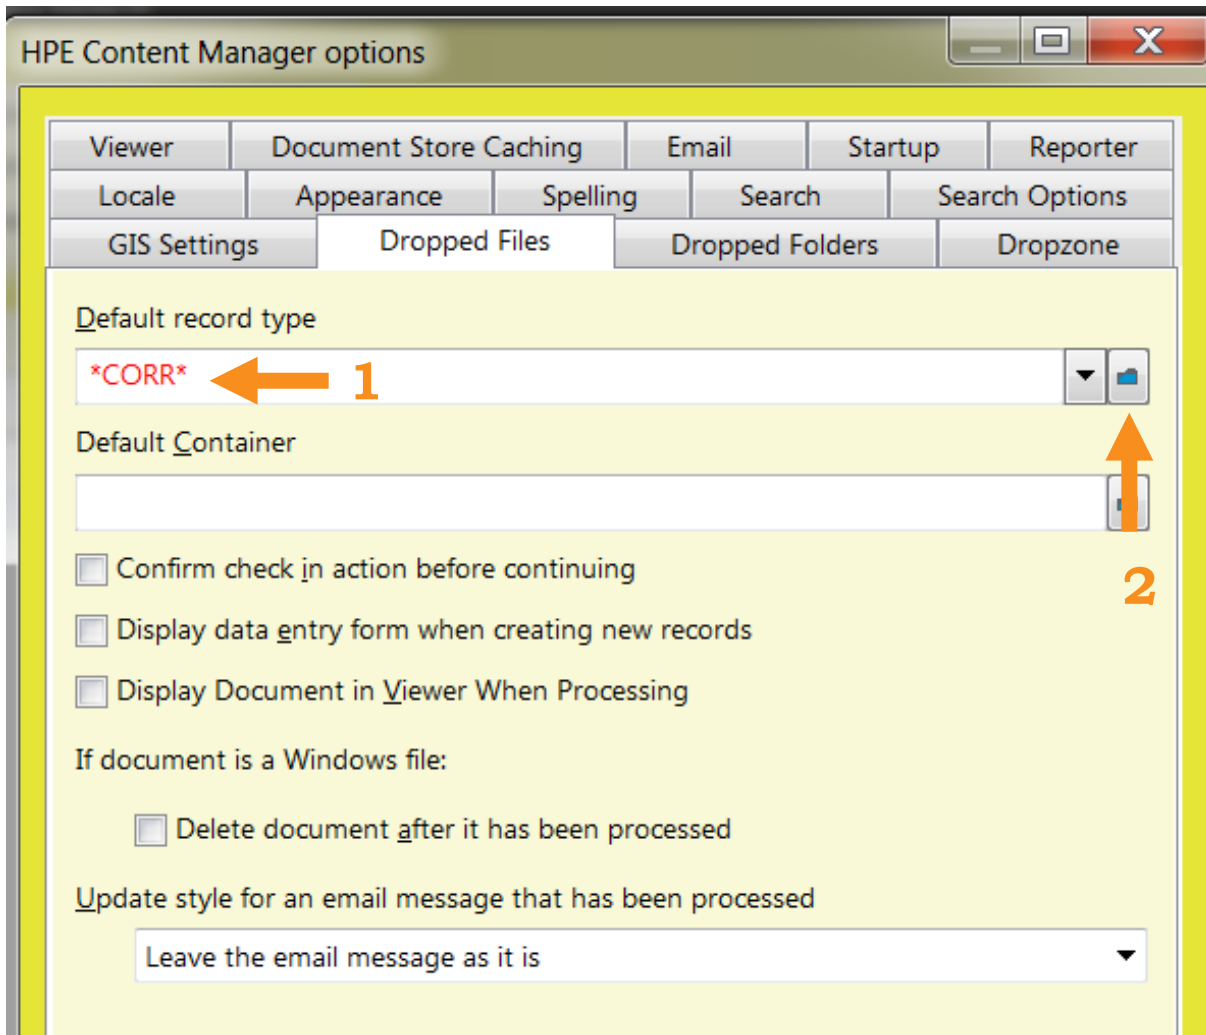 HPE Content Manager options
Viewer Document Store Caching Email Startup Reporter
Locale Appearance Spelling Search Search Options
GIS Settings Dropped Files Dropped Folders Dropzone
Default record type
*CORR* 1
Default Container
2
Confirm check in action before continuing
Display data entry form when creating new records
Display Document in Viewer When Processing
If document is a Windows file:
Delete document after it has been processed
Update style for an email message that has been processed
Leave the email message as it is